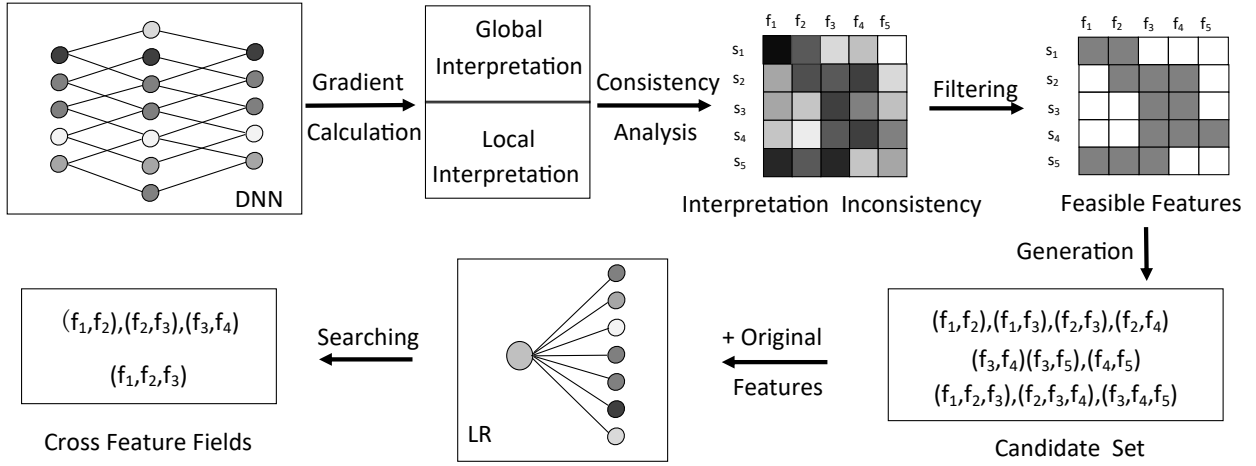 DNN
Gradient
Calculation
Global
Interpretation
Local
Interpretation
Consistency
Analysis
f₁ f₂ f₃ f₄ f₅
s₁
s₂
s₃
s₄
s₅
Interpretation Inconsistency
Filtering
f₁ f₂ f₃ f₄ f₅
s₁
s₂
s₃
s₄
s₅
Feasible Features
Generation
(f₁,f₂),(f₁,f₃),(f₂,f₃),(f₂,f₄)
(f₃,f₄)(f₃,f₅),(f₄,f₅)
(f₁,f₂,f₃),(f₂,f₃,f₄),(f₃,f₄,f₅)
Candidate Set
+ Original
Features
LR
Searching
(f₁,f₂),(f₂,f₃),(f₃,f₄)
(f₁,f₂,f₃)
Cross Feature Fields